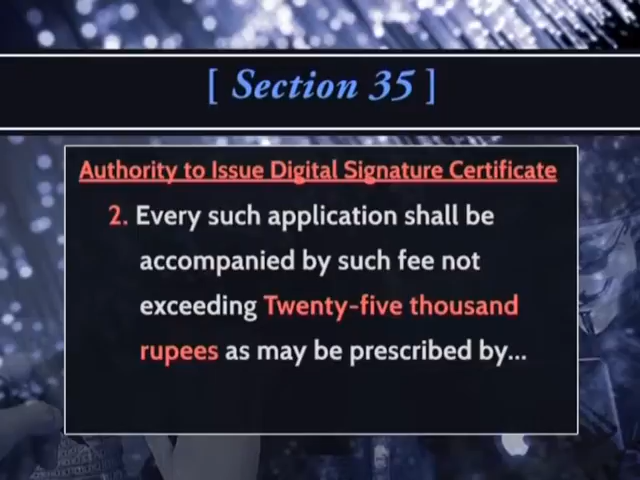 [ Section 35 ]
Authority to Issue Digital Signature Certificate
2. Every such application shall be
accompanied by such fee not
exceeding Twenty-five thousand
rupees as may be prescribed by...